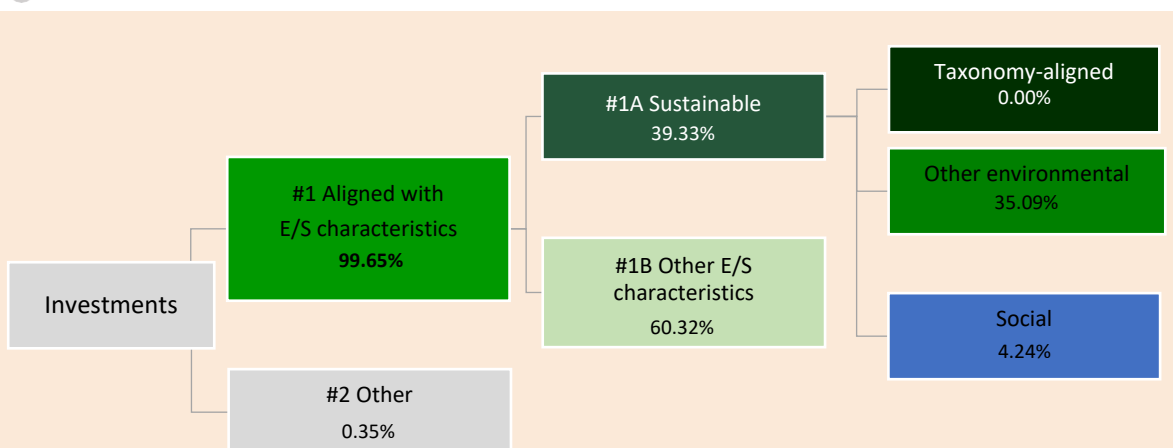 Investments
#1 Aligned with
E/S characteristics
99.65%
#2 Other
0.35%
#1A Sustainable
39.33%
#1B Other E/S
characteristics
60.32%
Taxonomy-aligned
0.00%
Other environmental
35.09%
Social
4.24%